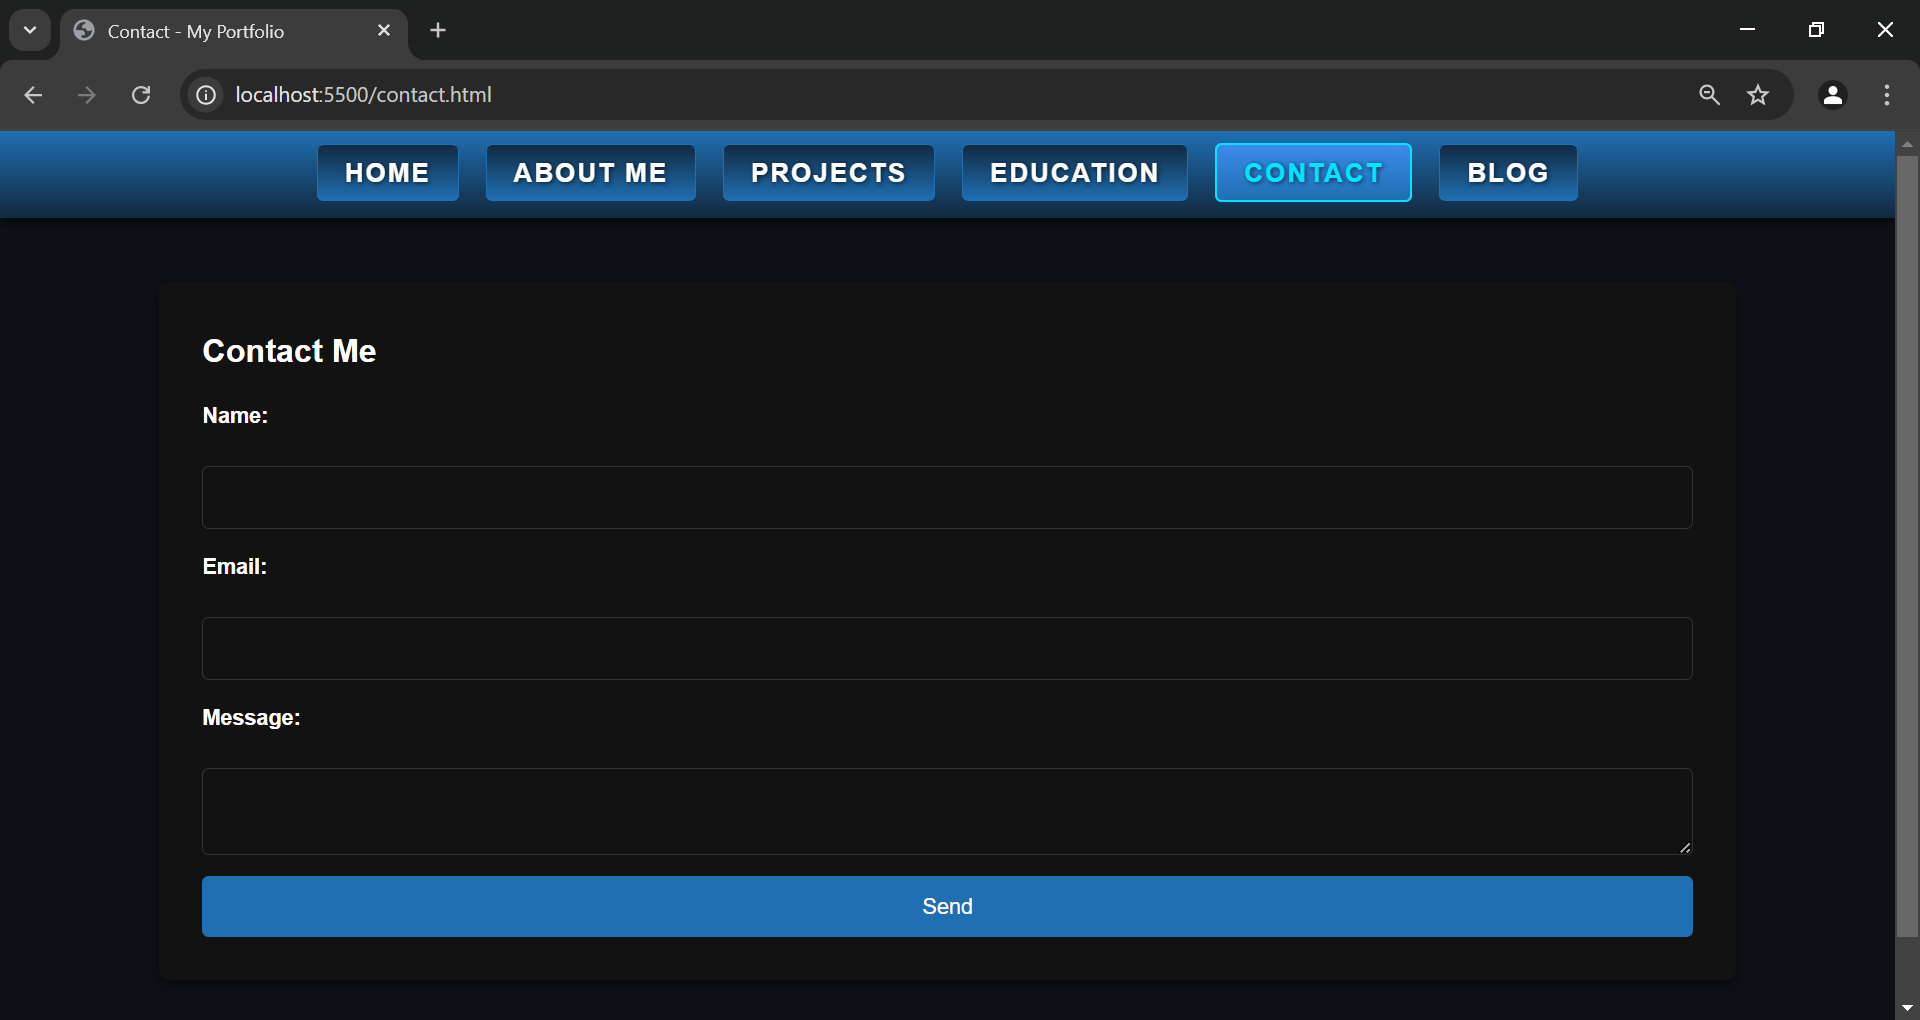 Contact - My Portfolio
localhost:5500/contact.html
HOME ABOUT ME PROJECTS EDUCATION CONTACT BLOG
Contact Me
Name:
Email:
Message:
Send